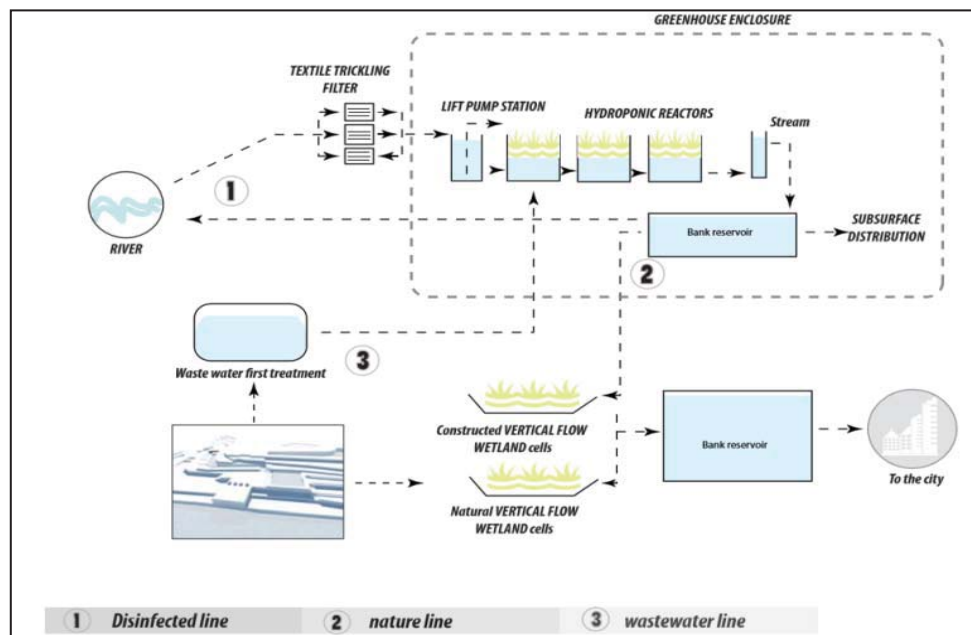 GREENHOUSE ENCLOSURE
TEXTILE TRICKLING
FILTER
LIFT PUMP STATION
HYDROPONIC REACTORS
Stream
1
RIVER
Bank reservoir
SUBSURFACE
DISTRIBUTION
2
3
Waste water first treatment
Constructed VERTICAL FLOW
WETLAND cells
Bank reservoir
To the city
Natural VERTICAL FLOW
WETLAND cells
1 Disinfected line 2 nature line 3 wastewater line